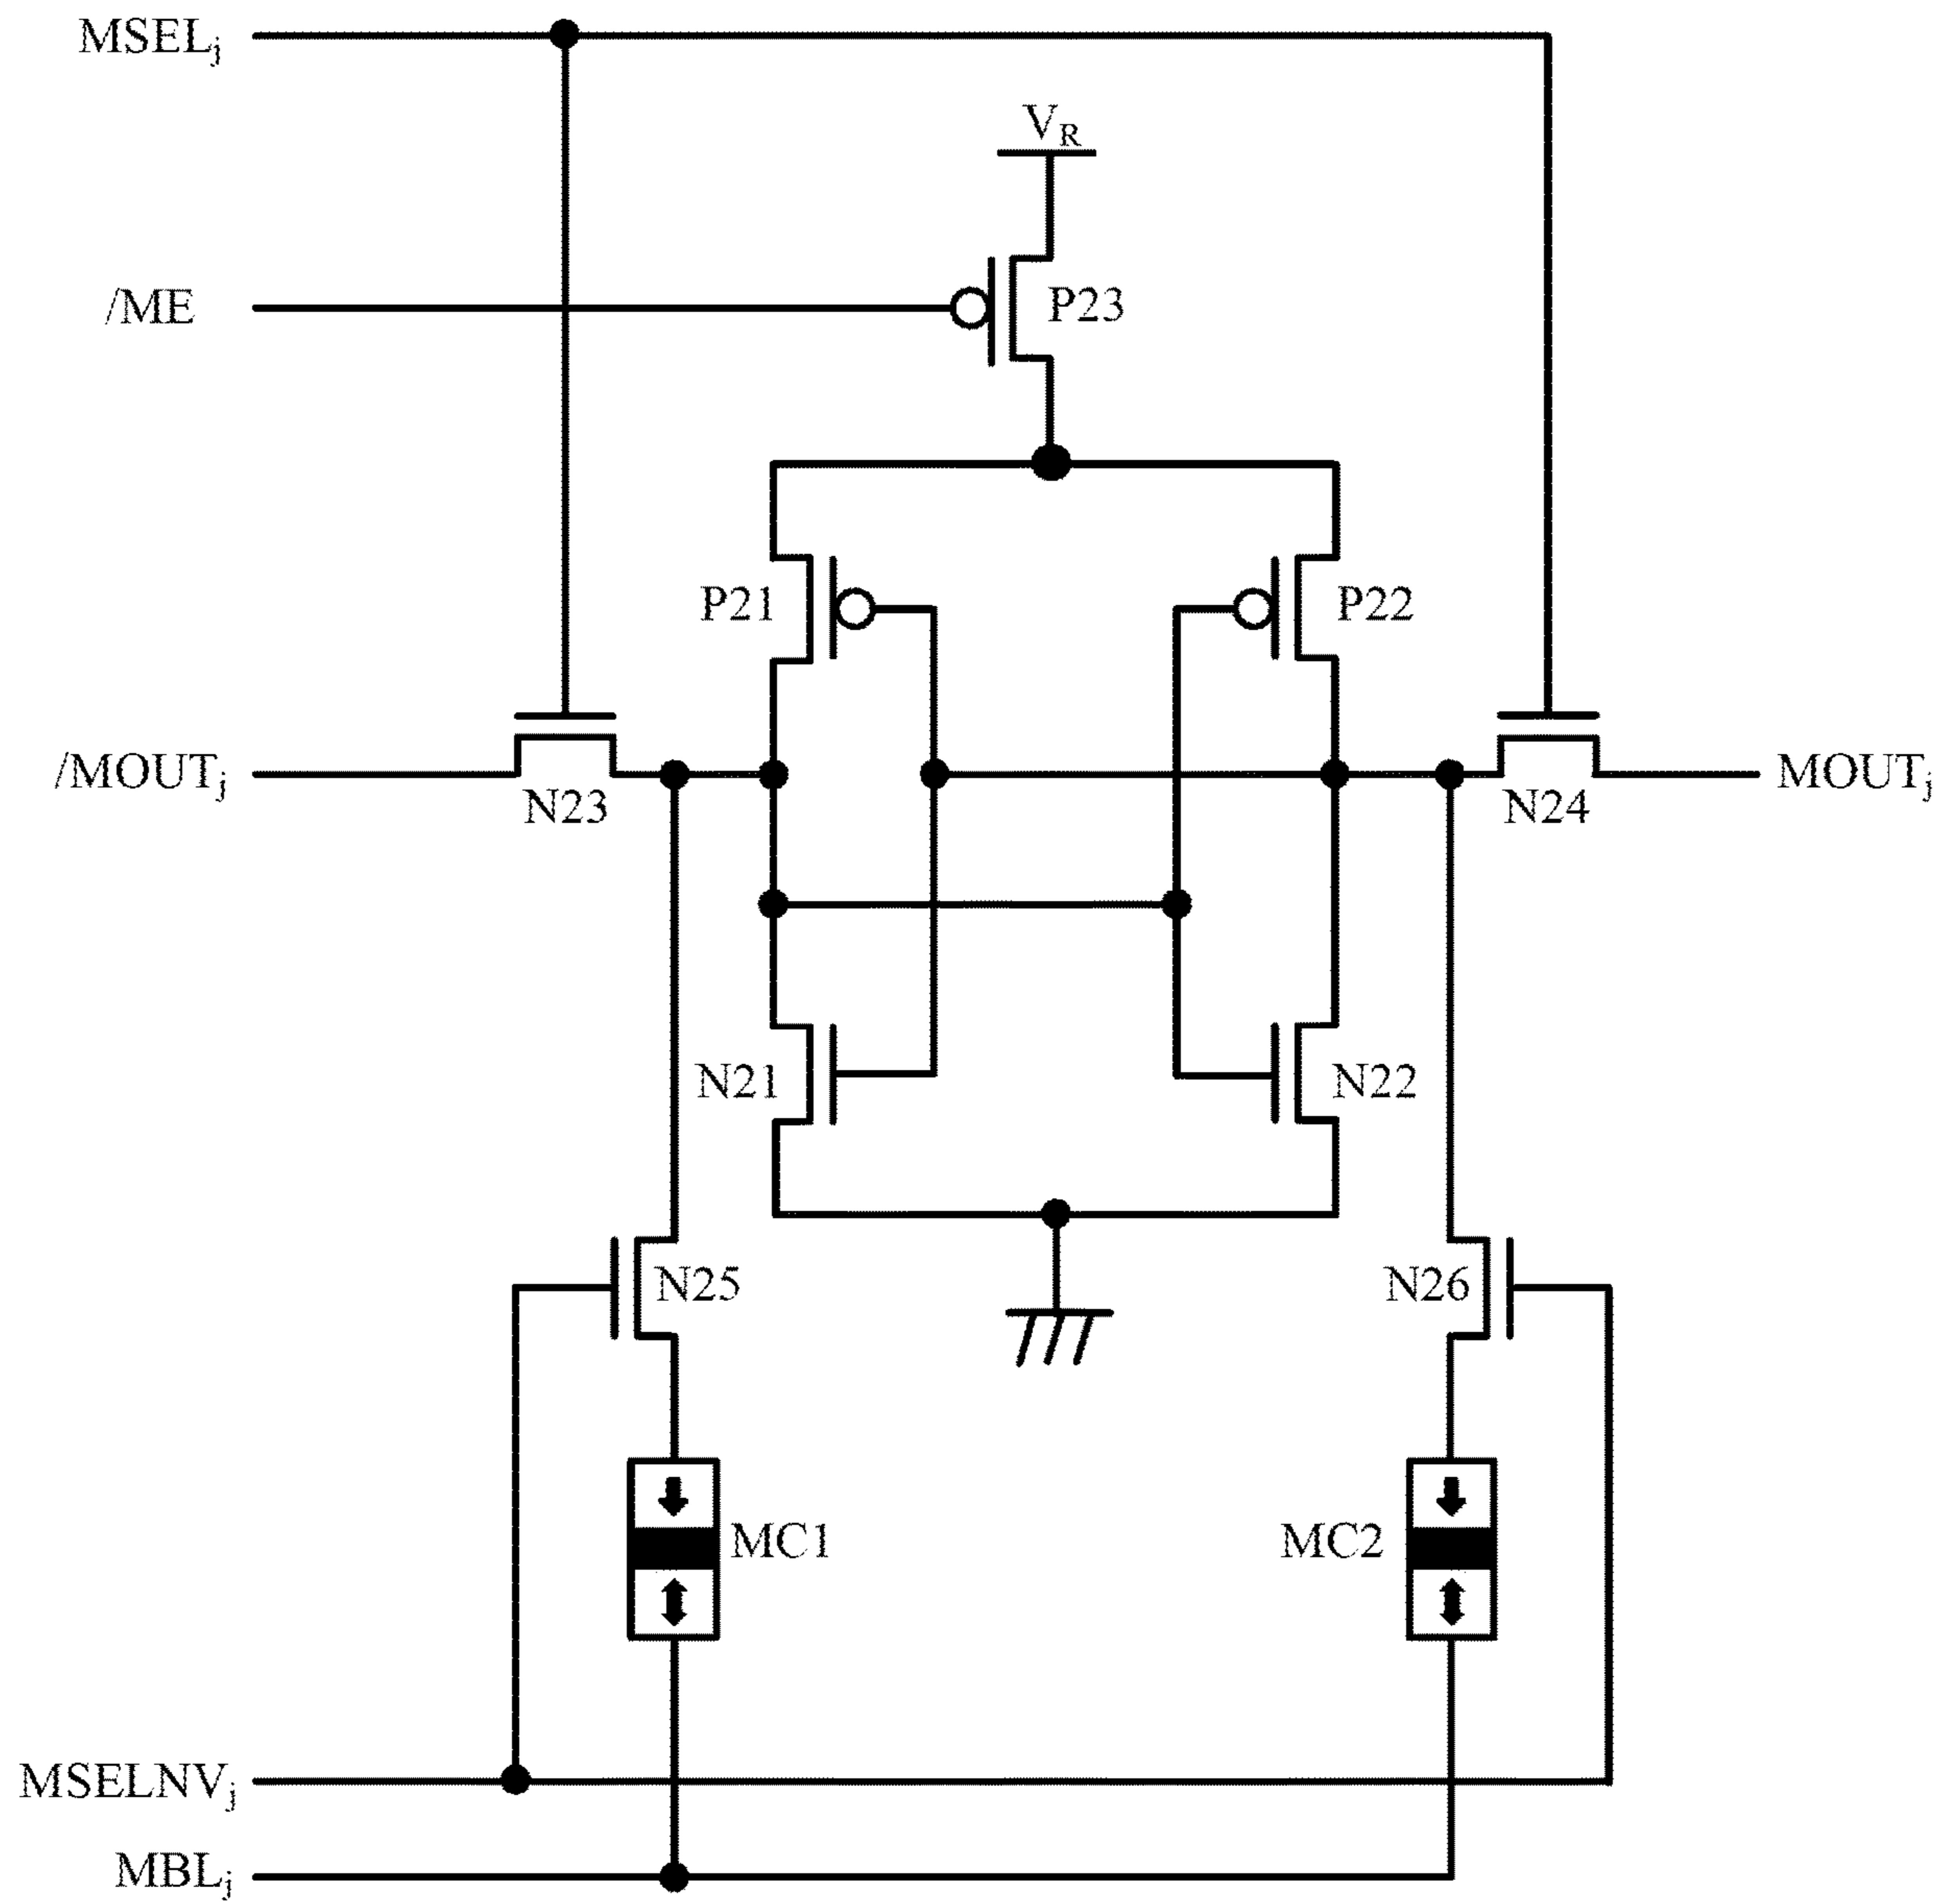 MSELj
VR
/ME
P23
P21
P22
/MOUTj
MOUTj
N23
N24
N21
N22
N25
N26
MC1
MC2
MSELNVj
MBLj